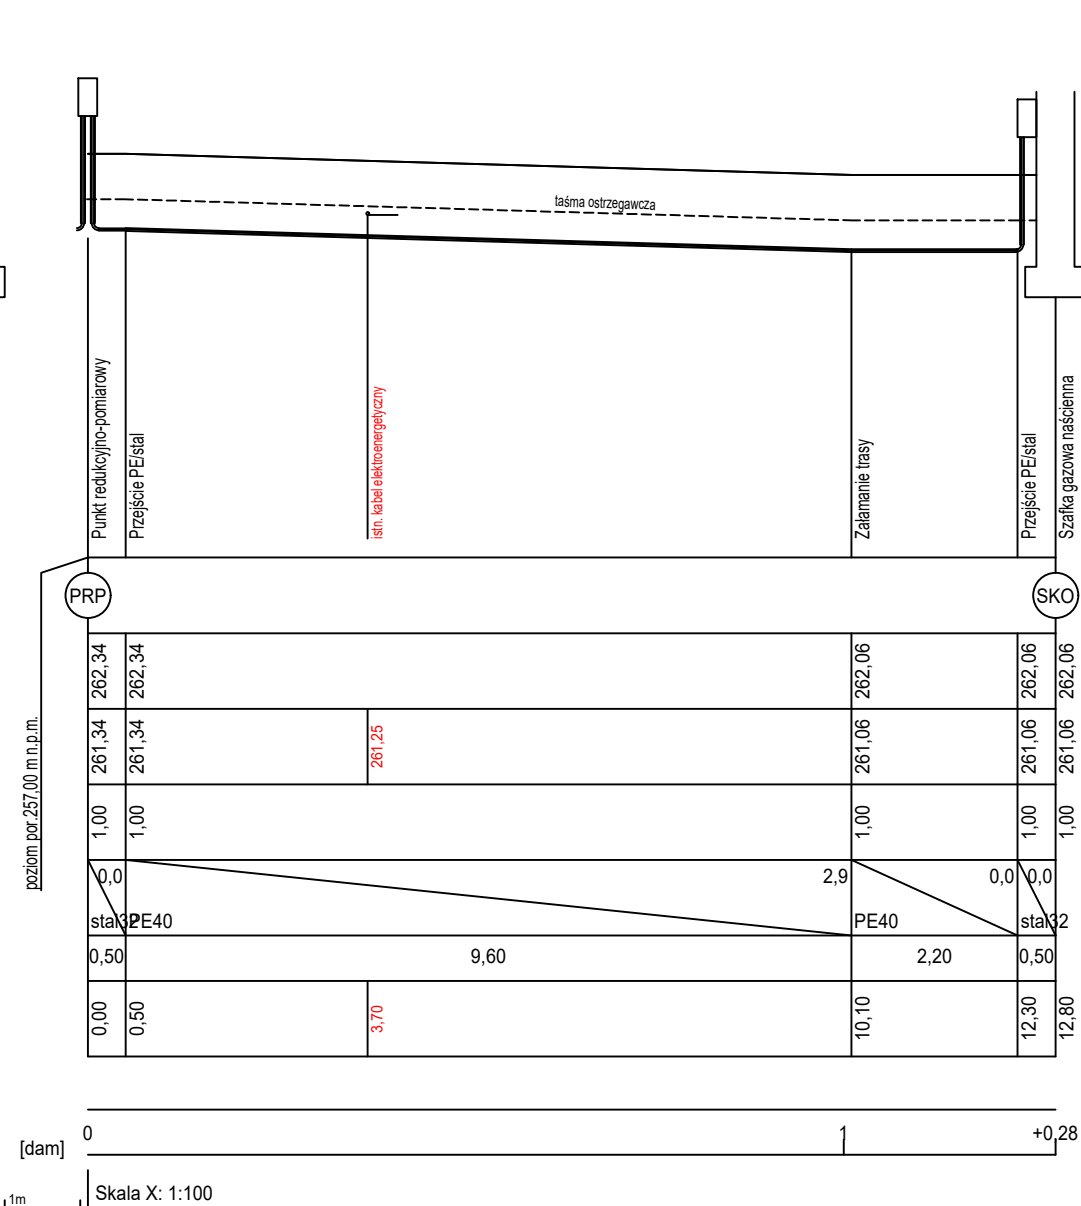 taśma ostrzegawcza
Punkt redukcyjno-pomiarowy
Przejście PE/stal
istn. kabel elektroenergetyczny
Załamanie trasy
Przejście PE/stal
Szafka gazowa naścienna
poziom por.257,00 m n.p.m.
PRP
SKO
262,34
262,34
262,06
262,06
262,06
261,34
261,34
261,25
261,06
261,06
261,06
1,00
1,00
1,00
1,00
1,00
0,0
2,9
0,0
0,0
stal32
PE40
PE40
stal32
0,50
9,60
2,20
0,50
0,00
0,50
3,70
10,10
12,30
12,80
[dam]
0
1
+0,28
1m
Skala X: 1:100